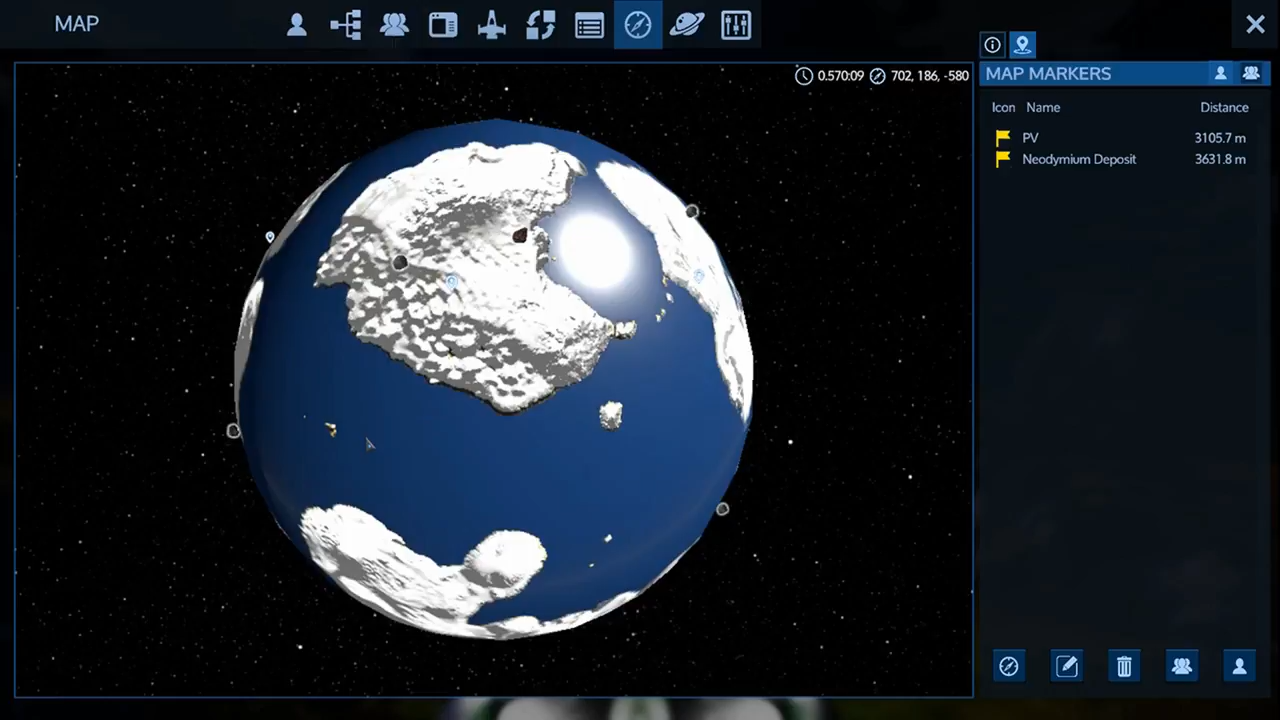 MAP
0.570:09 702, 186, -580
MAP MARKERS
Icon Name Distance
PV 3105.7 m
Neodymium Deposit 3631.8 m